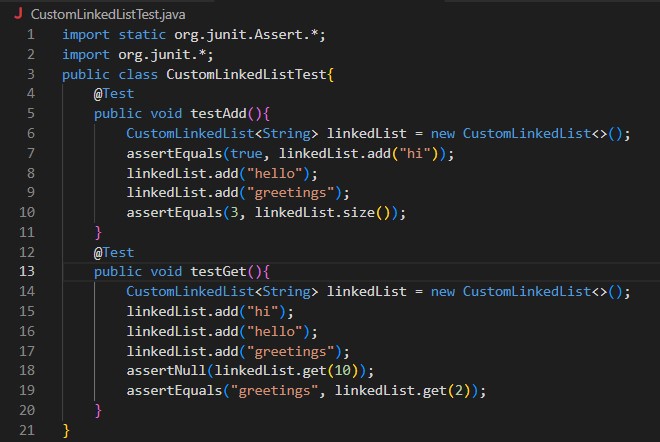 J CustomLinkedListTest.java
1 import static org.junit.Assert.*;
2 import org.junit.*;
3 public class CustomLinkedListTest{
4     @Test
5     public void testAdd(){
6         CustomLinkedList<String> linkedList = new CustomLinkedList<>();
7         assertEquals(true, linkedList.add("hi"));
8         linkedList.add("hello");
9         linkedList.add("greetings");
10         assertEquals(3, linkedList.size());
11     }
12     @Test
13     public void testGet(){
14         CustomLinkedList<String> linkedList = new CustomLinkedList<>();
15         linkedList.add("hi");
16         linkedList.add("hello");
17         linkedList.add("greetings");
18         assertNull(linkedList.get(10));
19         assertEquals("greetings", linkedList.get(2));
20     }
21 }